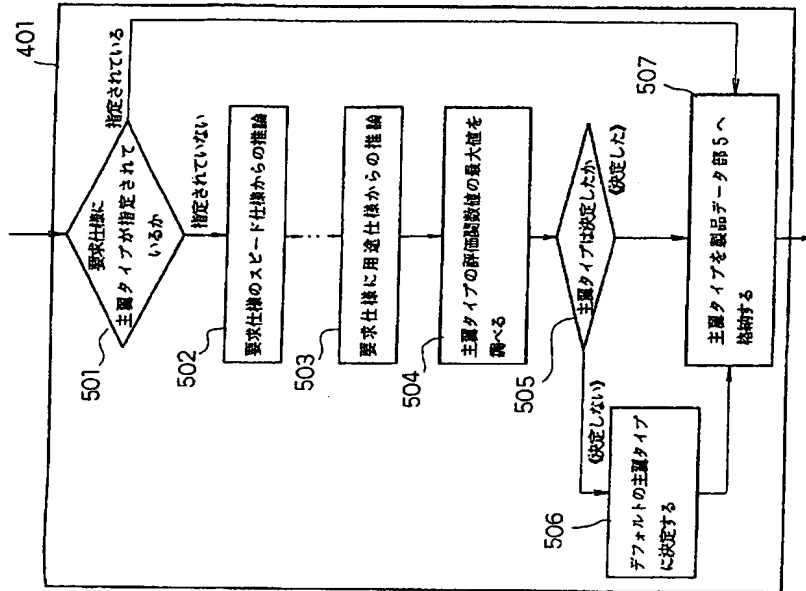 401
501
要求仕様に
主翼タイプが指定されて
いるか
指定されている
指定されていない
502
要求仕様のスピード仕様からの推論
503
要求仕様に用途仕様からの推論
504
主翼タイプの評価関数値の最大値を
調べる
505
主翼タイプは決定したか
《決定しない》
《決定した》
506
デフォルトの主翼タイプ
に決定する
507
主翼タイプを製品データ部5へ
格納する